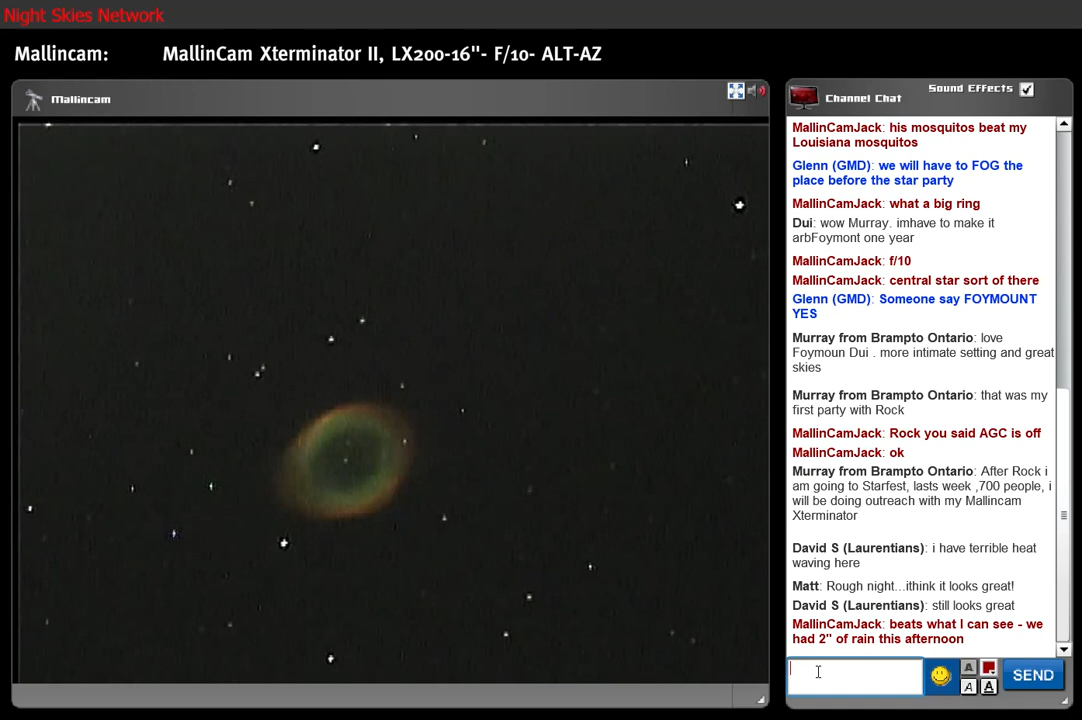 Night Skies Network
Mallincam: MallinCam Xterminator II, LX200-16"- F/10- ALT-AZ
Mallincam
Channel Chat
Sound Effects
MallinCamJack: his mosquitos beat my
Louisiana mosquitos
Glenn (GMD): we will have to FOG the
place before the star party
MallinCamJack: what a big ring
Dui: wow Murray. imhave to make it
arbFoymont one year
MallinCamJack: f/10
MallinCamJack: central star sort of there
Glenn (GMD): Someone say FOYMOUNT
YES
Murray from Brampto Ontario: love
Foymoun Dui . more intimate setting and great
skies
Murray from Brampto Ontario: that was my
first party with Rock
MallinCamJack: Rock you said AGC is off
MallinCamJack: ok
Murray from Brampto Ontario: After Rock i
am going to Starfest, lasts week ,700 people, i
will be doing outreach with my Mallincam
Xterminator
David S (Laurentians): i have terrible heat
waving here
Matt: Rough night...ithink it looks great!
David S (Laurentians): still looks great
MallinCamJack: beats what I can see - we
had 2" of rain this afternoon
A
A A
SEND